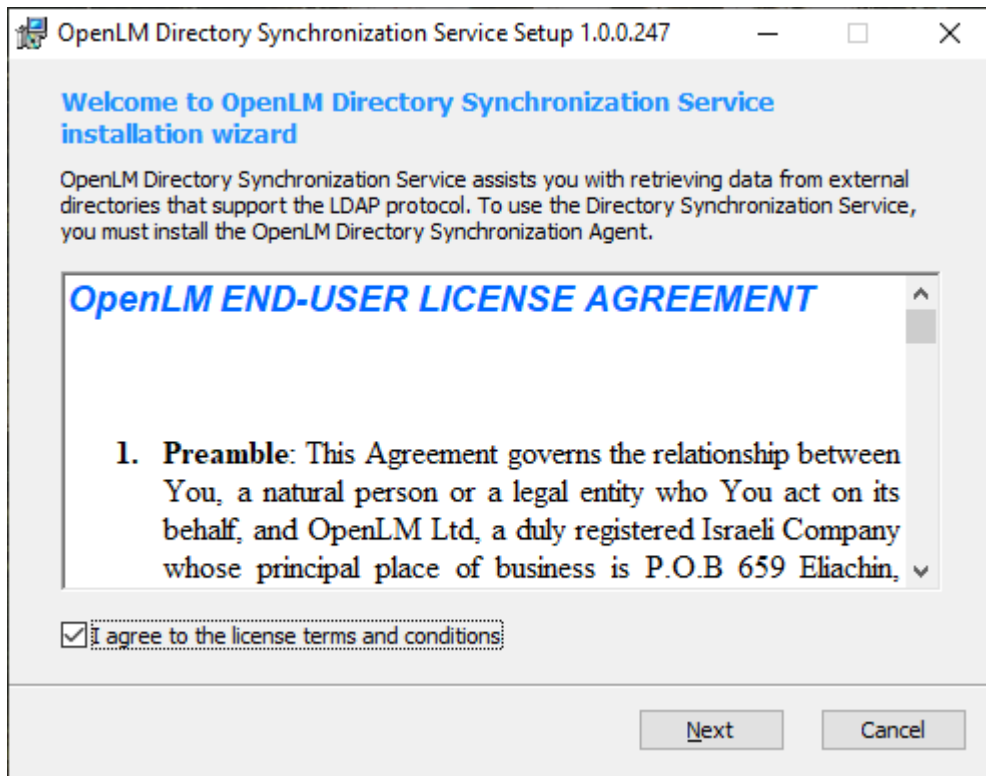 OpenLM Directory Synchronization Service Setup 1.0.0.247
Welcome to OpenLM Directory Synchronization Service
installation wizard
OpenLM Directory Synchronization Service assists you with retrieving data from external
directories that support the LDAP protocol. To use the Directory Synchronization Service,
you must install the OpenLM Directory Synchronization Agent.
OpenLM END-USER LICENSE AGREEMENT
1. Preamble: This Agreement governs the relationship between
You, a natural person or a legal entity who You act on its
behalf, and OpenLM Ltd, a duly registered Israeli Company
whose principal place of business is P.O.B 659 Eliachin,
I agree to the license terms and conditions
Next
Cancel